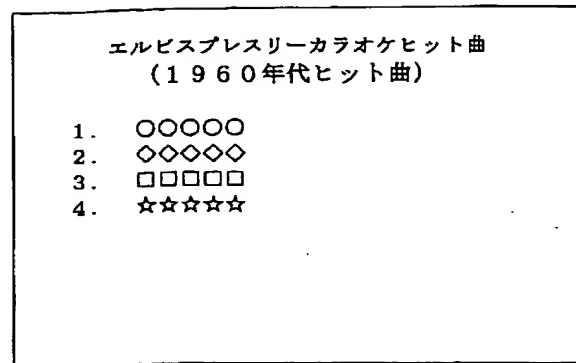 エルビスプレスリーカラオケヒット曲
(1960年代ヒット曲)
1. ○○○○○
2. ◇◇◇◇◇
3. □□□□□
4. ☆☆☆☆☆